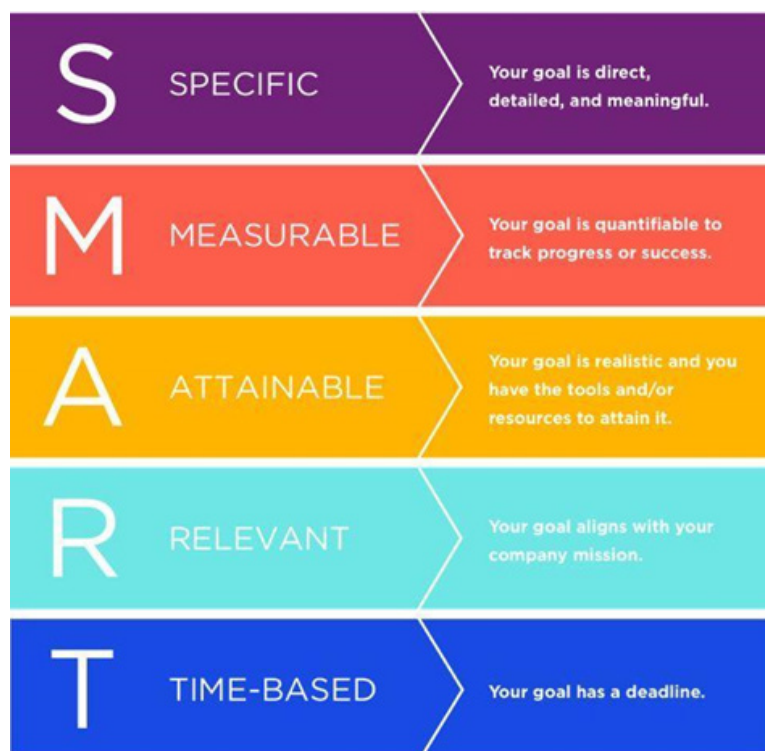 S
SPECIFIC
Your goal is direct,
detailed, and meaningful.
M
MEASURABLE
Your goal is quantifiable to
track progress or success.
A
ATTAINABLE
Your goal is realistic and you
have the tools and/or
resources to attain it.
R
RELEVANT
Your goal aligns with your
company mission.
T
TIME-BASED
Your goal has a deadline.